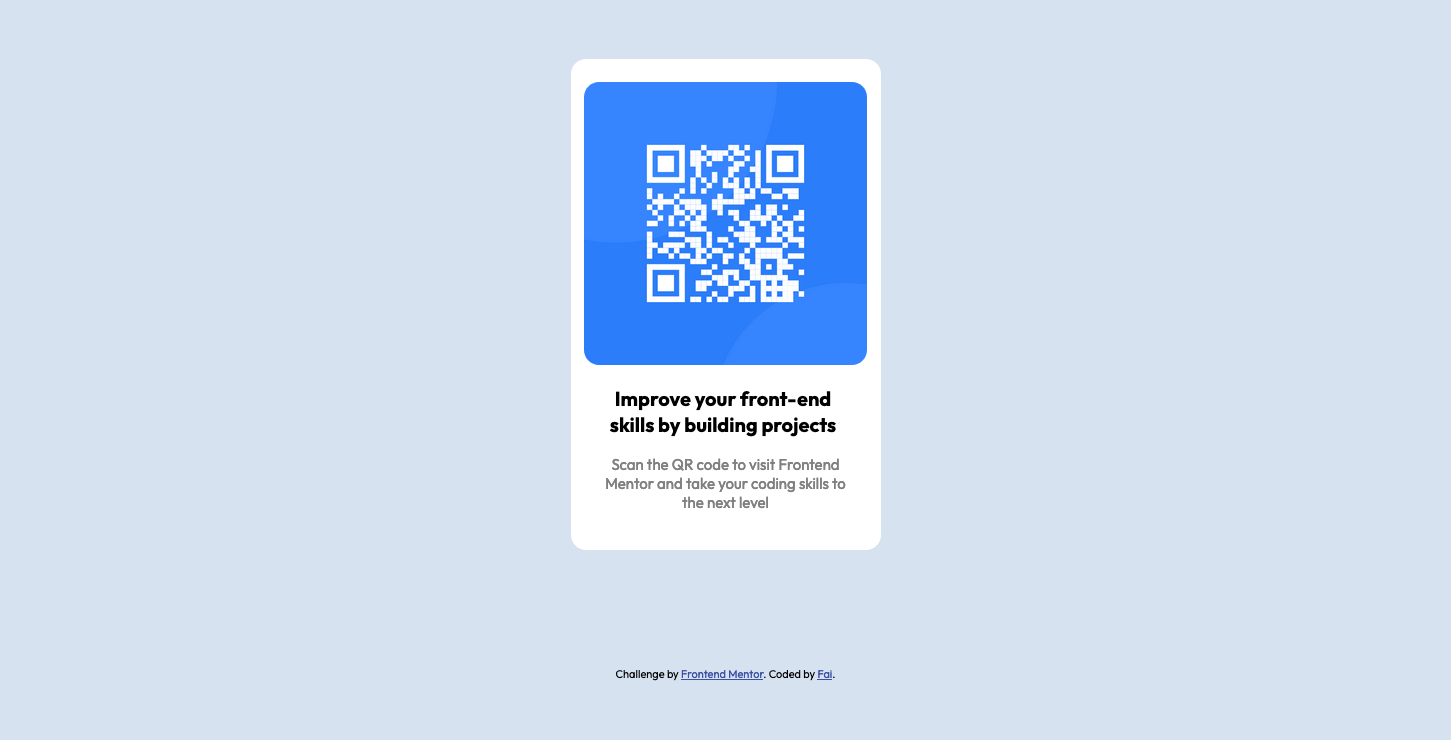 Improve your front-end
skills by building projects
Scan the QR code to visit Frontend
Mentor and take your coding skills to
the next level
Challenge by Frontend Mentor. Coded by Fai.